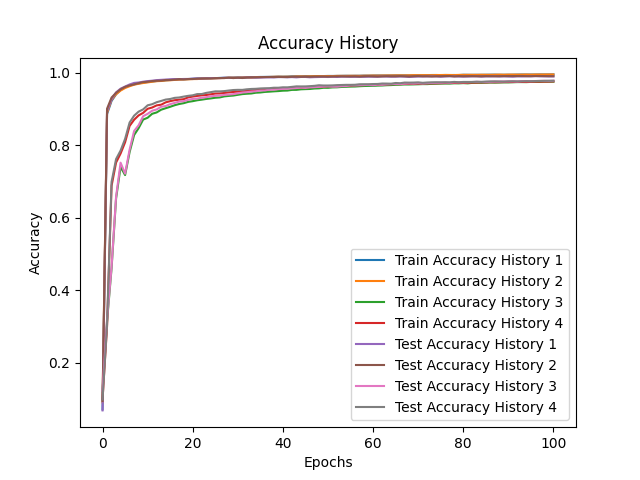 Accuracy History
1.0
0.8
0.6
0.4
0.2
Accuracy
Train Accuracy History 1
Train Accuracy History 2
Train Accuracy History 3
Train Accuracy History 4
Test Accuracy History 1
Test Accuracy History 2
Test Accuracy History 3
Test Accuracy History 4
0 20 40 60 80 100
Epochs